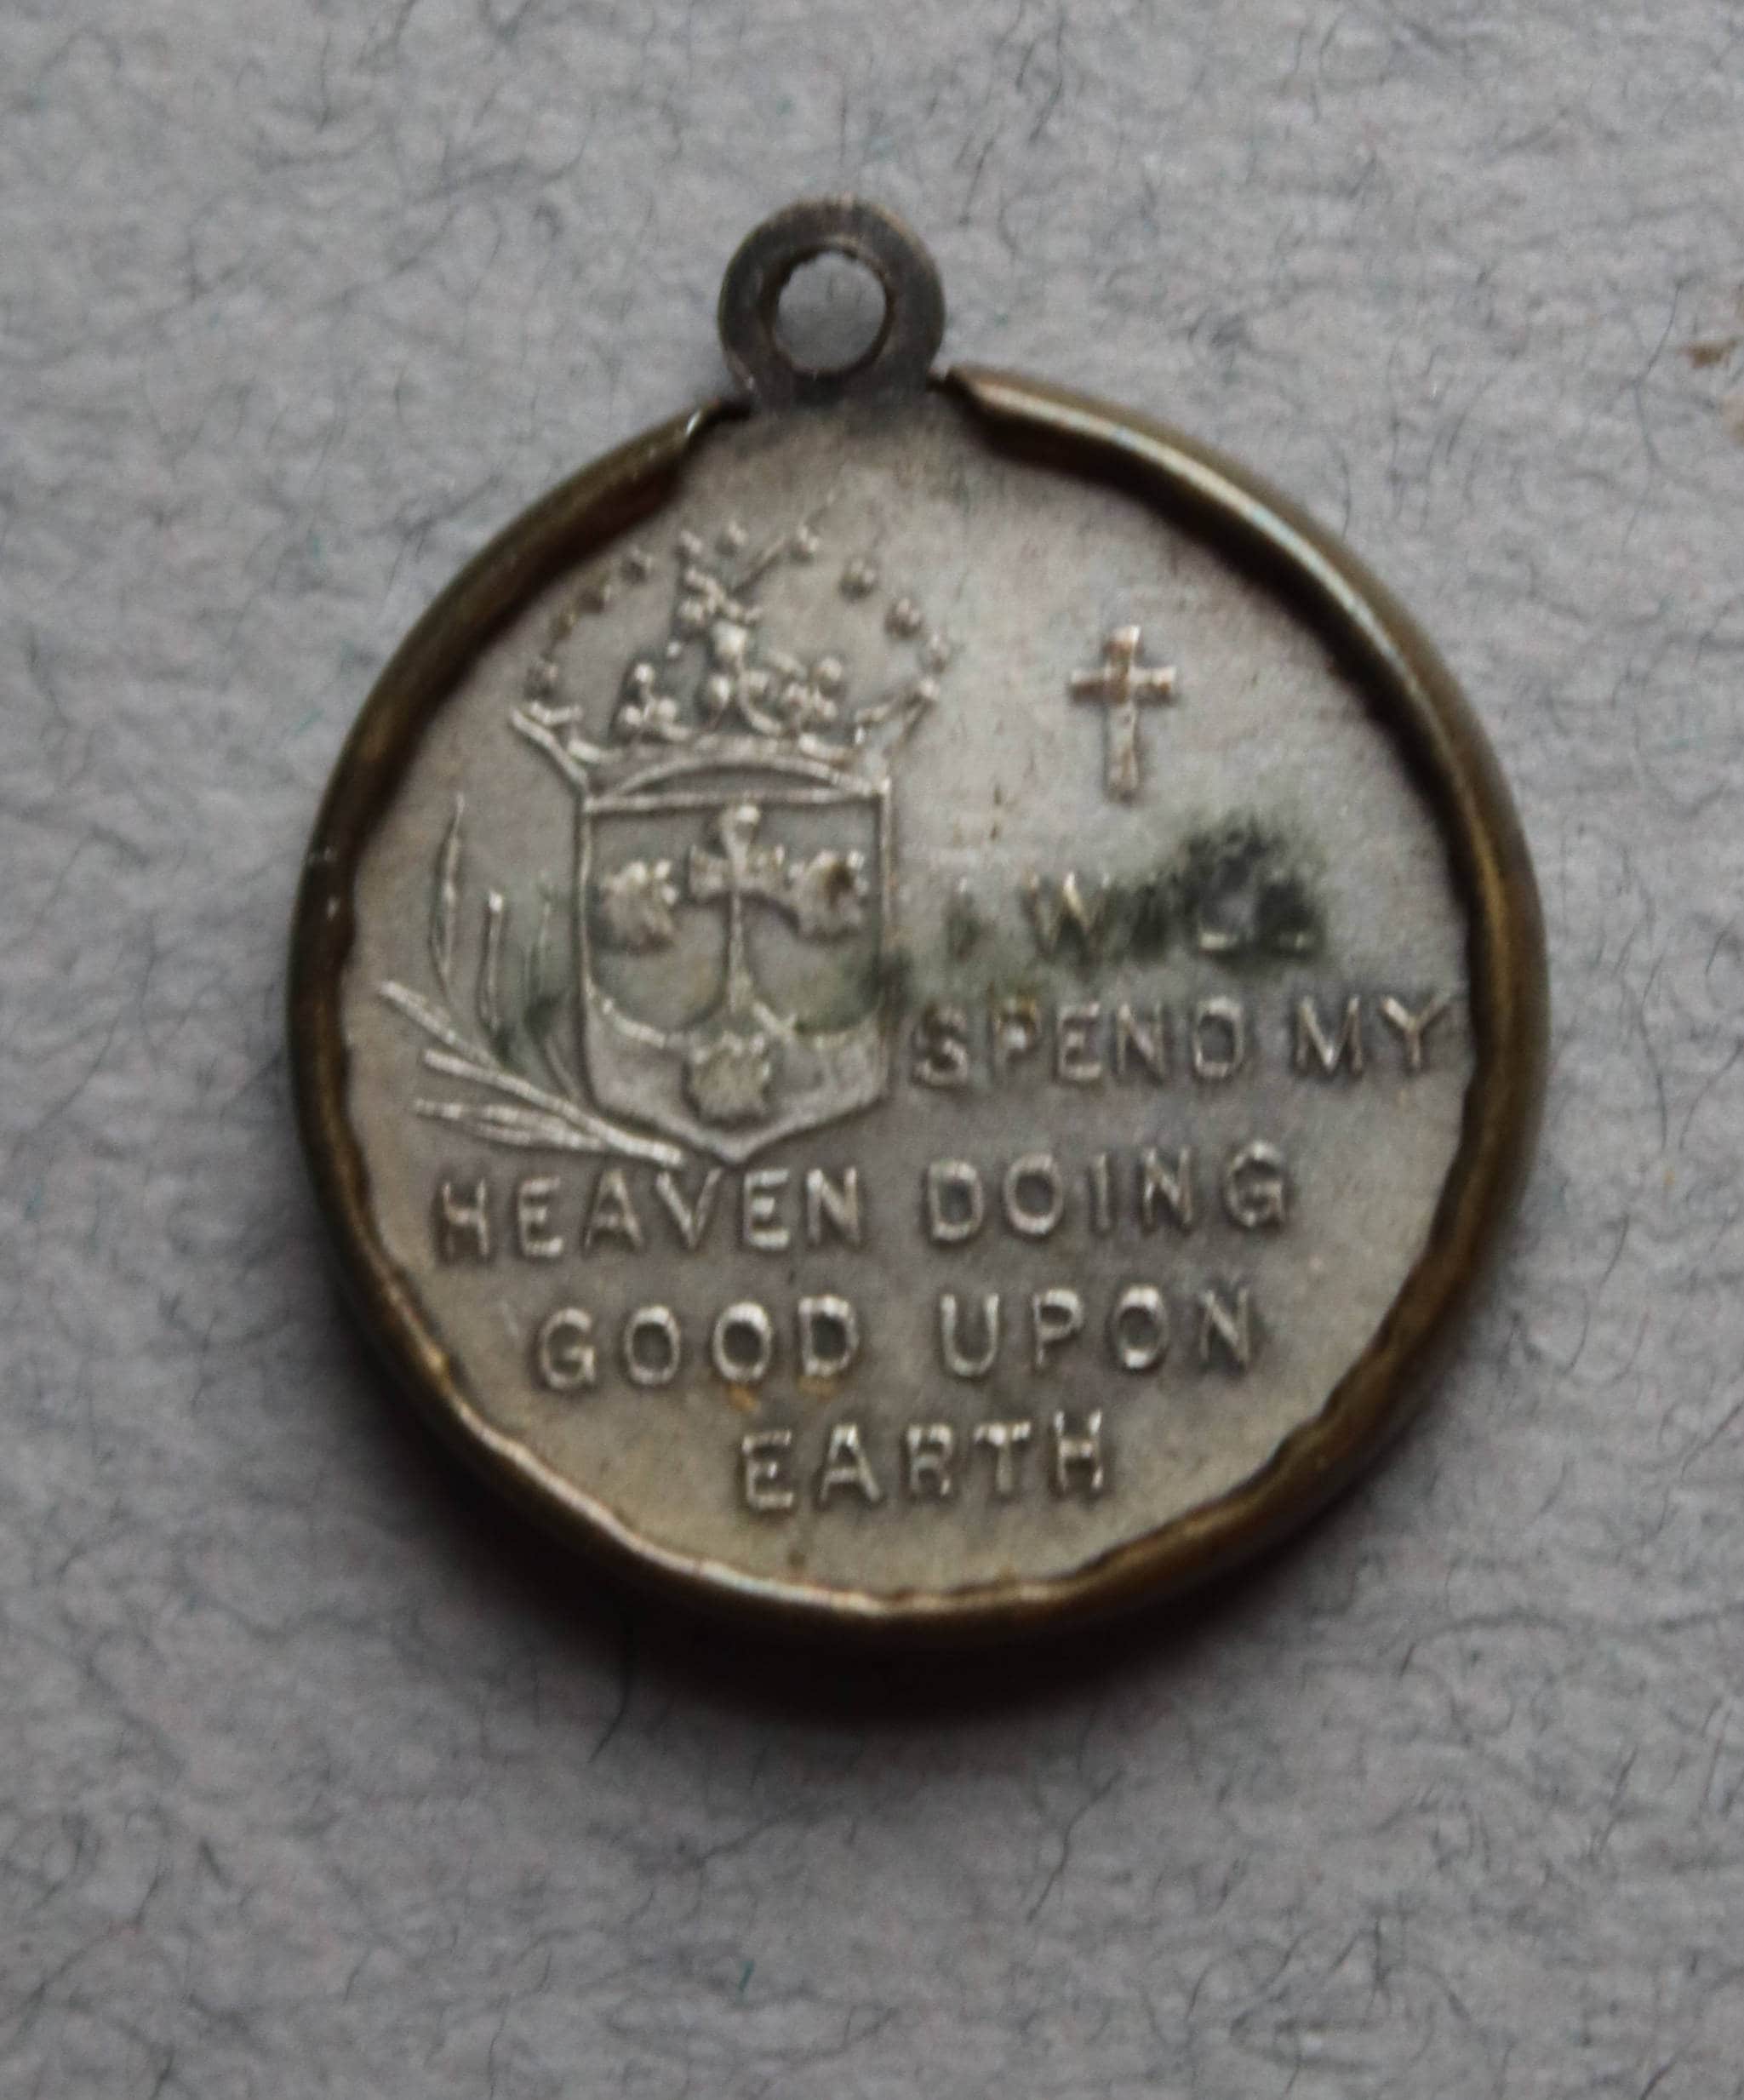 I WILL
SPEND MY
HEAVEN DOING
GOOD UPON
EARTH